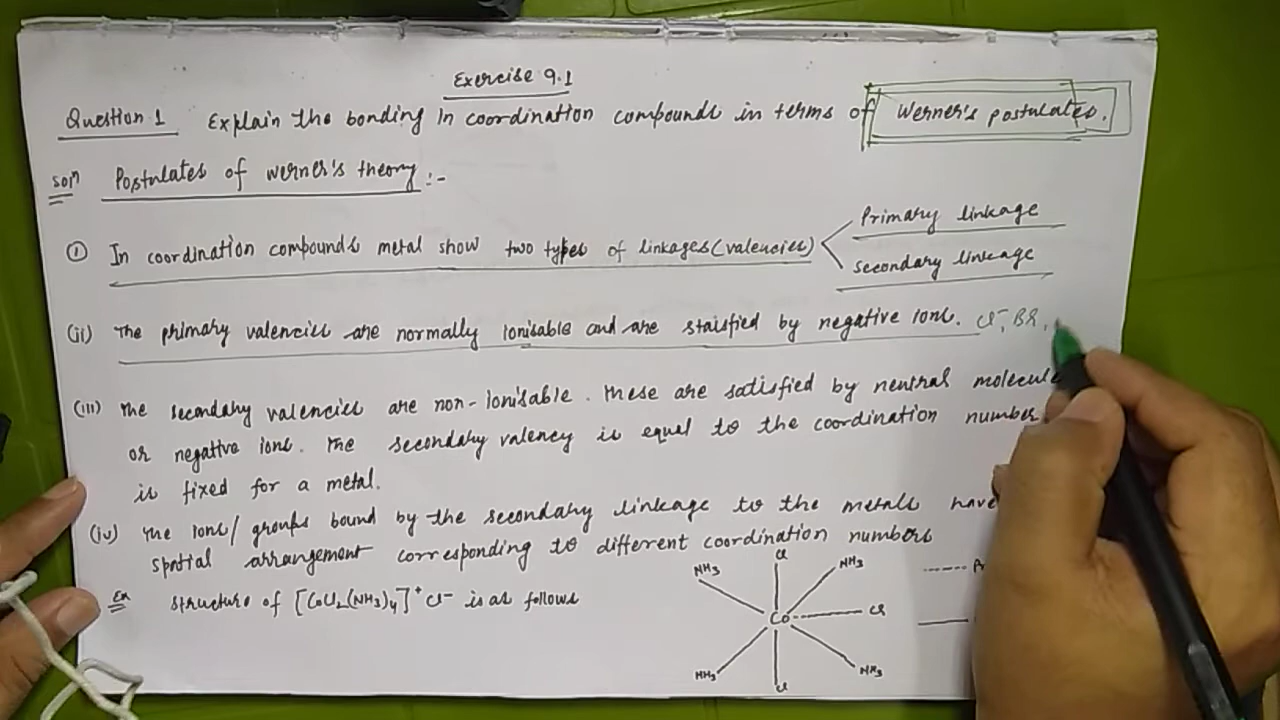 Exercise 9.1
Question 1 Explain the bonding in coordination compounds in terms of Werner's postulates.
Soln Postulates of Werner's theory :-
(i) In coordination compounds metal show two types of linkages (valencies)
Primary linkage
Secondary linkage
(ii) The primary valencies are normally ionisable and are staisfied by negative ions. Cl⁻, BR,
(iii) The secondary valencies are non-ionisable. These are satisfied by neutral molecule
or negative ions. The secondary valency is equal to the coordination number
is fixed for a metal.
(iv) The ions/groups bound by the secondary linkage to the metals have
spatial arrangement corresponding to different coordination numbers
Ex structure of [CoCl₂(NH3)4]⁺ Cl⁻ is as follows
Cl
NH3 NH3
Co Cl
NH3 NH3
Cl